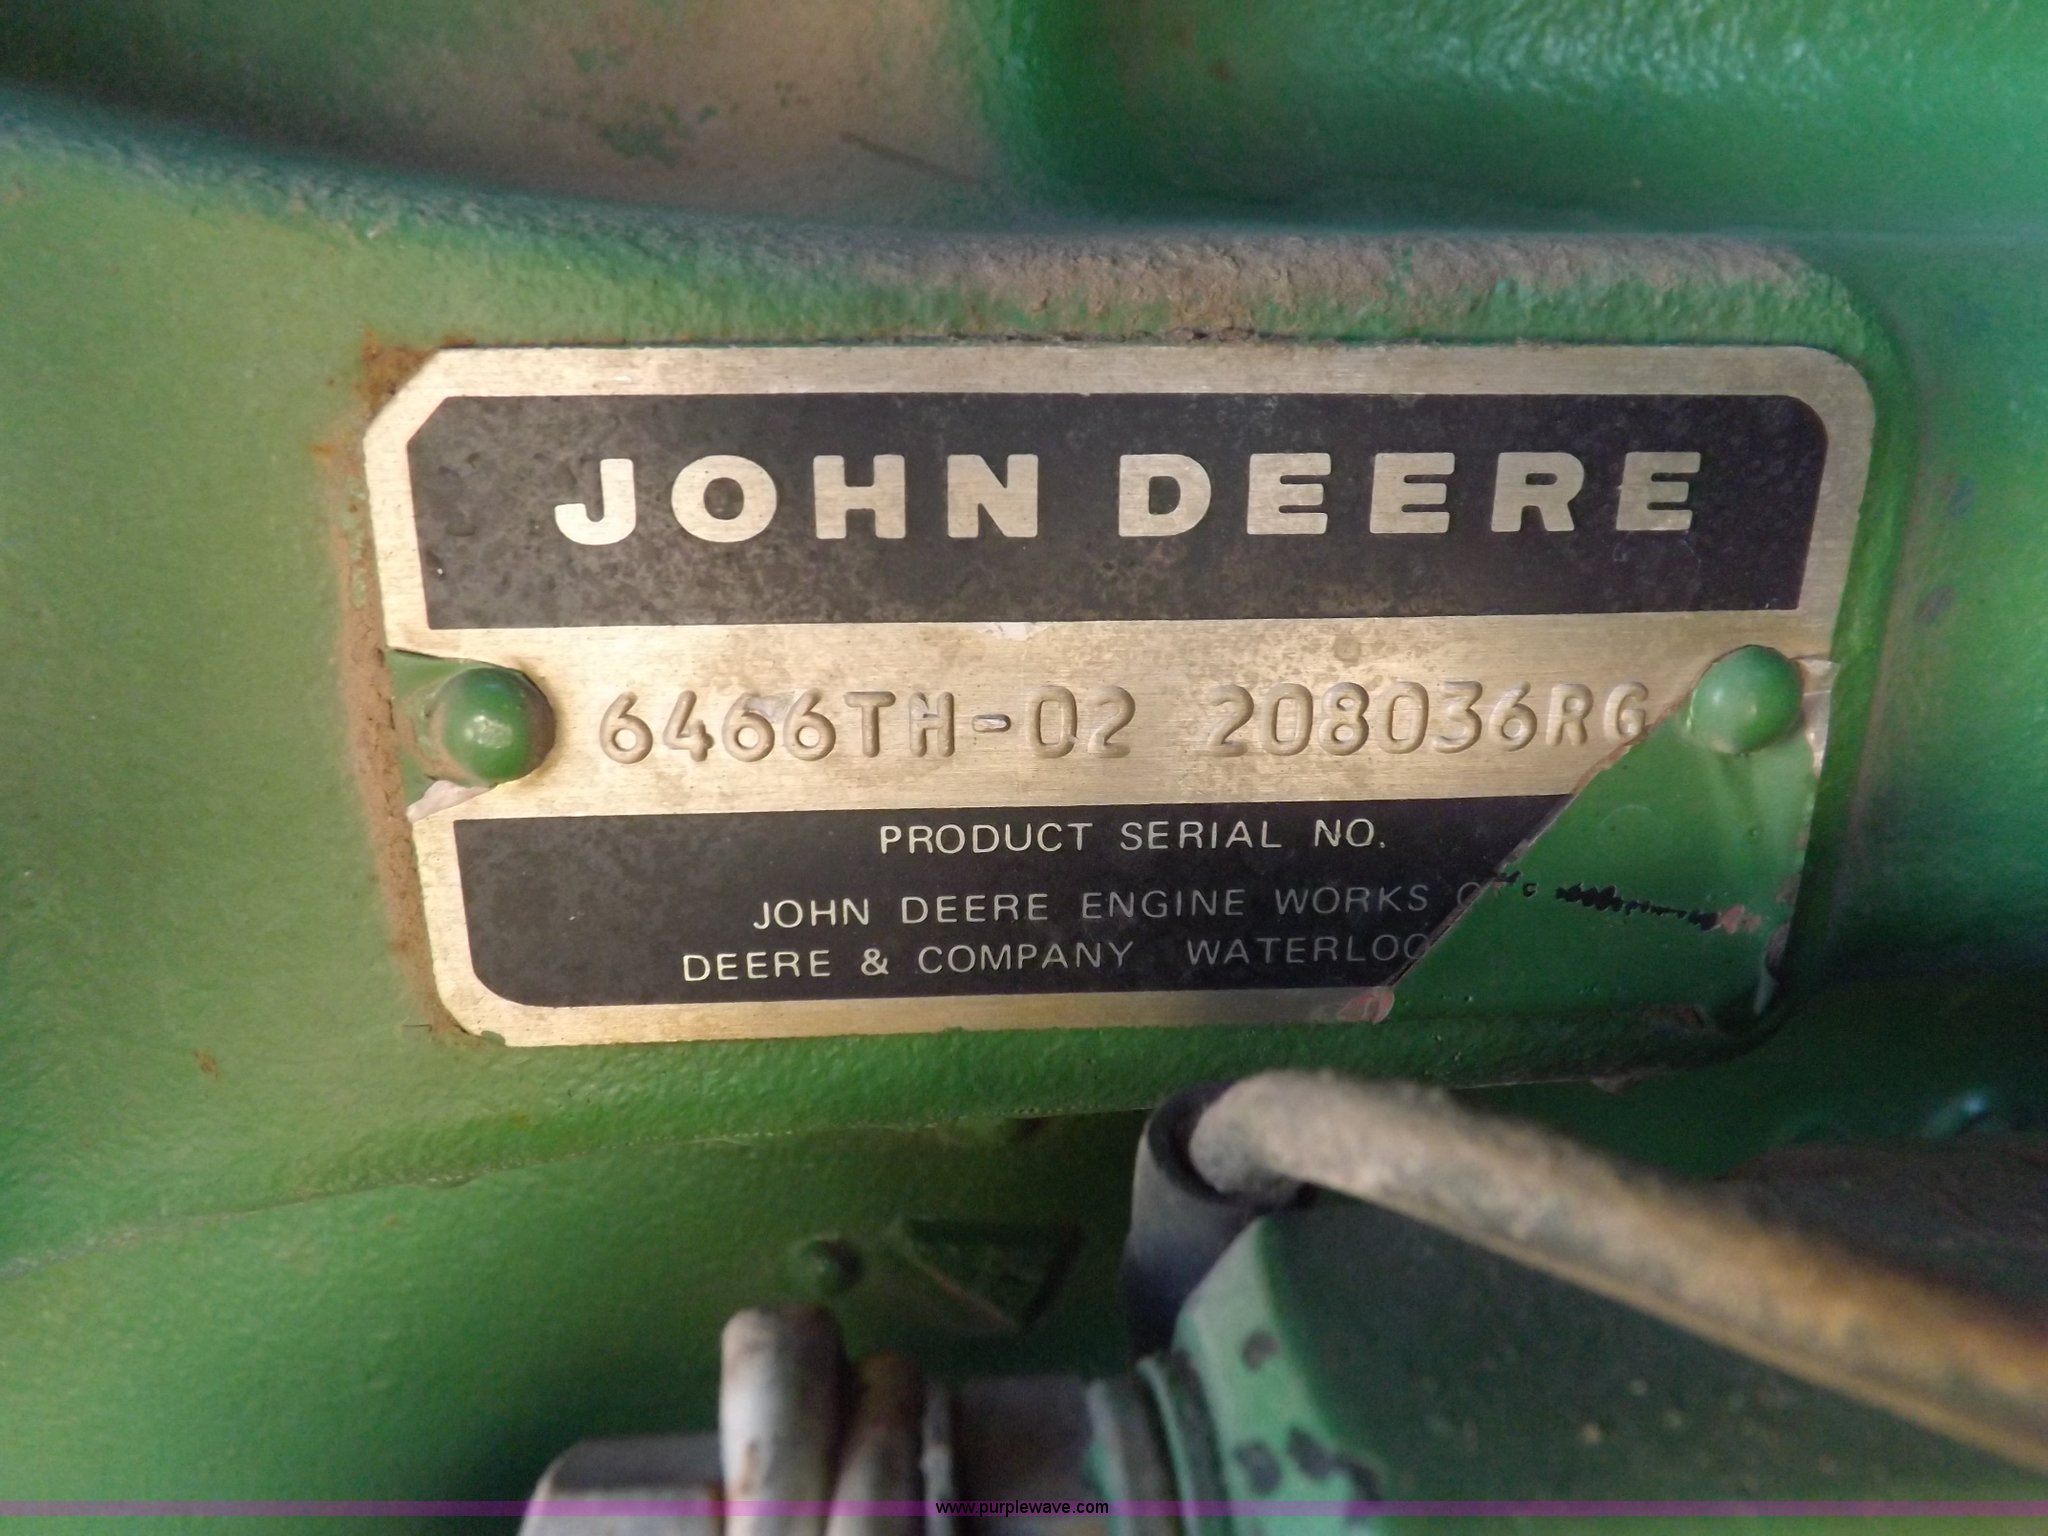 JOHN DEERE
6466TH-02 208036RG
PRODUCT SERIAL NO.
JOHN DEERE ENGINE WORKS
DEERE & COMPANY WATERLOO
www.purplewave.com